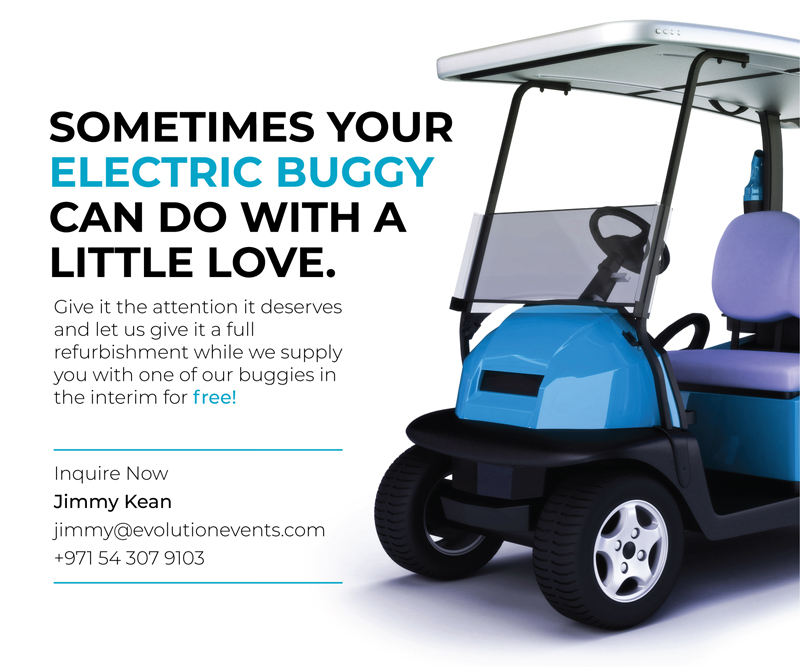 SOMETIMES YOUR
ELECTRIC BUGGY
CAN DO WITH A
LITTLE LOVE.
Give it the attention it deserves
and let us give it a full
refurbishment while we supply
you with one of our buggies in
the interim for free!
Inquire Now
Jimmy Kean
jimmy@evolutionevents.com
+971 54 307 9103